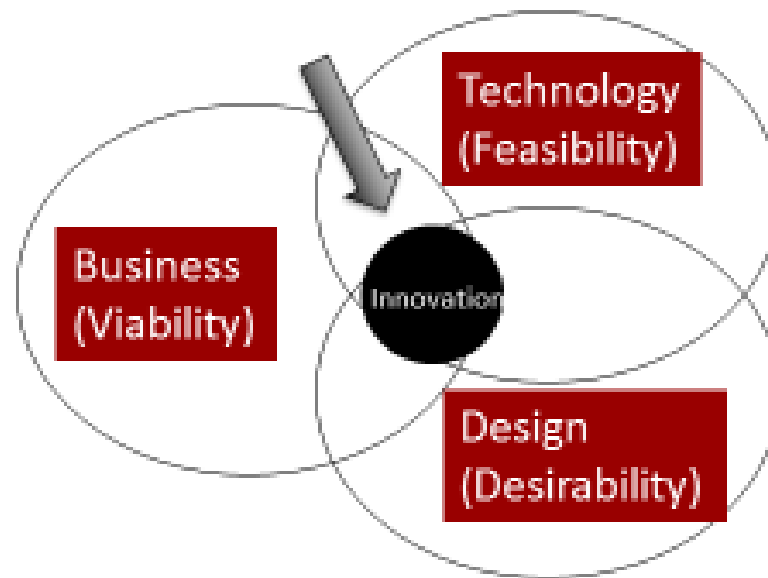 Technology
(Feasibility)
Business
(Viability)
Innovation
Design
(Desirability)